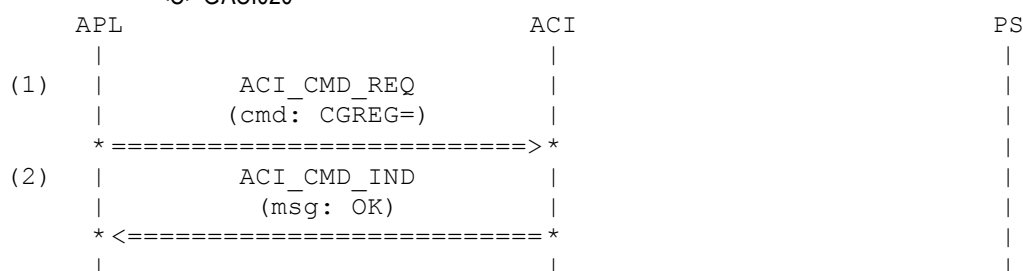 APL ACI PS
| | |
(1) | ACI_CMD_REQ | |
| (cmd: CGREG=) | |
*==========================>* |
(2) | ACI_CMD_IND | |
| (msg: OK) | |
*<==========================* |
| | |